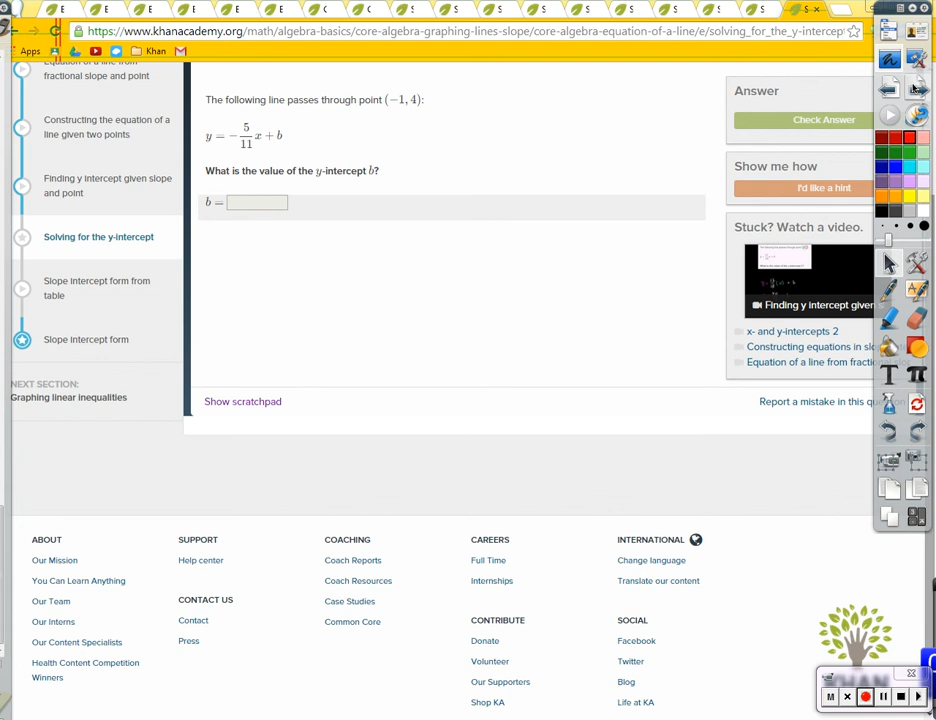 E E E E E C C S S S S S S S S
https://www.khanacademy.org/math/algebra-basics/core-algebra-graphing-lines-slope/core-algebra-equation-of-a-line/e/solving_for_the_y-intercept
Apps Khan
Equation of a line from
fractional slope and point
Constructing the equation of a
line given two points
Finding y intercept given slope
and point
Solving for the y-intercept
Slope Intercept form from
table
Slope Intercept form
NEXT SECTION:
Graphing linear inequalities
The following line passes through point (−1, 4):
y = − 5/11 x + b
What is the value of the y-intercept b?
b =
Show scratchpad
Report a mistake in this
Answer
Check Answer
Show me how
I'd like a hint
Stuck? Watch a video.
Finding y intercept given
x- and y-intercepts 2
Constructing equations in
Equation of a line from
ABOUT
Our Mission
You Can Learn Anything
Our Team
Our Interns
Our Content Specialists
Health Content Competition
Winners
SUPPORT
Help center
CONTACT US
Contact
Press
COACHING
Coach Reports
Coach Resources
Case Studies
Common Core
CAREERS
Full Time
Internships
CONTRIBUTE
Donate
Volunteer
Our Supporters
Shop KA
INTERNATIONAL
Change language
Translate our content
SOCIAL
Facebook
Twitter
Blog
Life at KA
KHAN
M